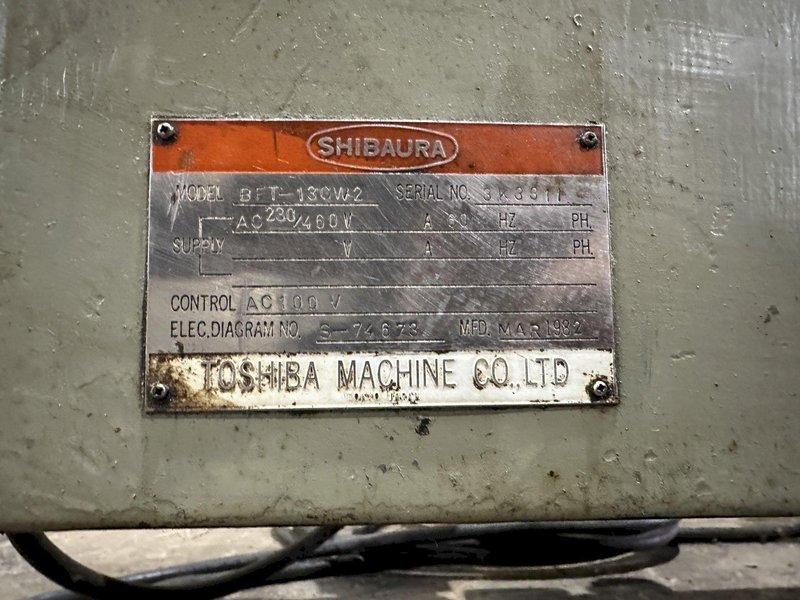 SHIBAURA
MODEL BFT-130W2 SERIAL NO.
AC 230/460 V A 60 HZ PH.
SUPPLY V A HZ PH.
CONTROL AC100 V
ELEC. DIAGRAM NO. S-74673 MFD. MAR 1982
TOSHIBA MACHINE CO., LTD